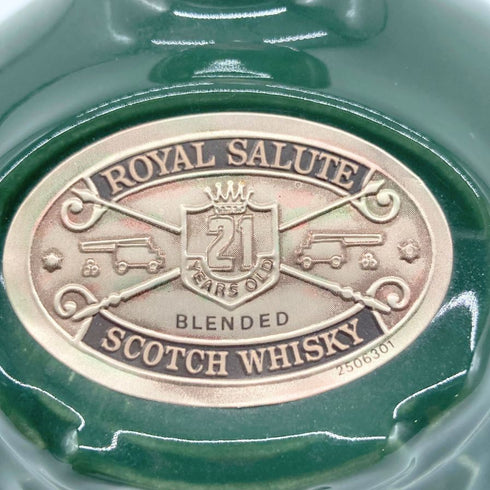 ROYAL SALUTE
21
YEARS OLD
BLENDED
SCOTCH WHISKY
2506301